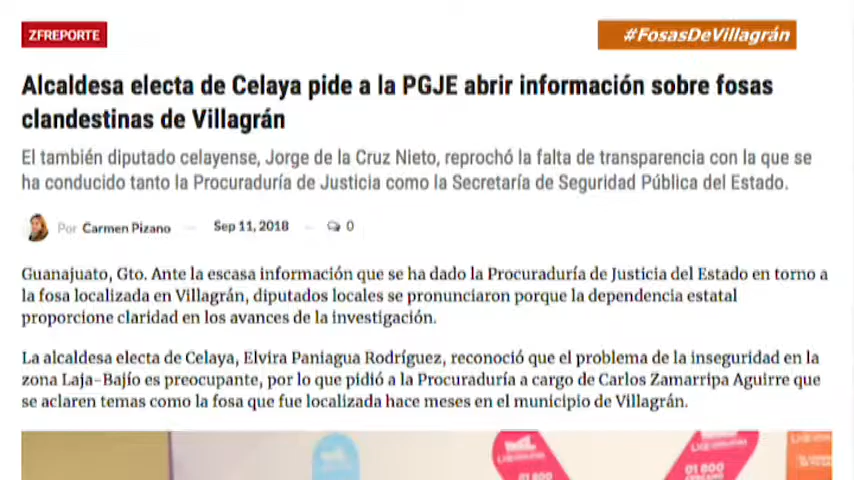 ZFREPORTE
#FosasDeVillagrán
Alcaldesa electa de Celaya pide a la PGJE abrir información sobre fosas
clandestinas de Villagrán
El también diputado celayense, Jorge de la Cruz Nieto, reprochó la falta de transparencia con la que se
ha conducido tanto la Procuraduría de Justicia como la Secretaría de Seguridad Pública del Estado.
Por Carmen Pizano — Sep 11, 2018 — 0
Guanajuato, Gto. Ante la escasa información que se ha dado la Procuraduría de Justicia del Estado en torno a
la fosa localizada en Villagrán, diputados locales se pronunciaron porque la dependencia estatal
proporcione claridad en los avances de la investigación.
La alcaldesa electa de Celaya, Elvira Paniagua Rodríguez, reconoció que el problema de la inseguridad en la
zona Laja-Bajío es preocupante, por lo que pidió a la Procuraduría a cargo de Carlos Zamarripa Aguirre que
se aclaren temas como la fosa que fue localizada hace meses en el municipio de Villagrán.
01 800
01 800